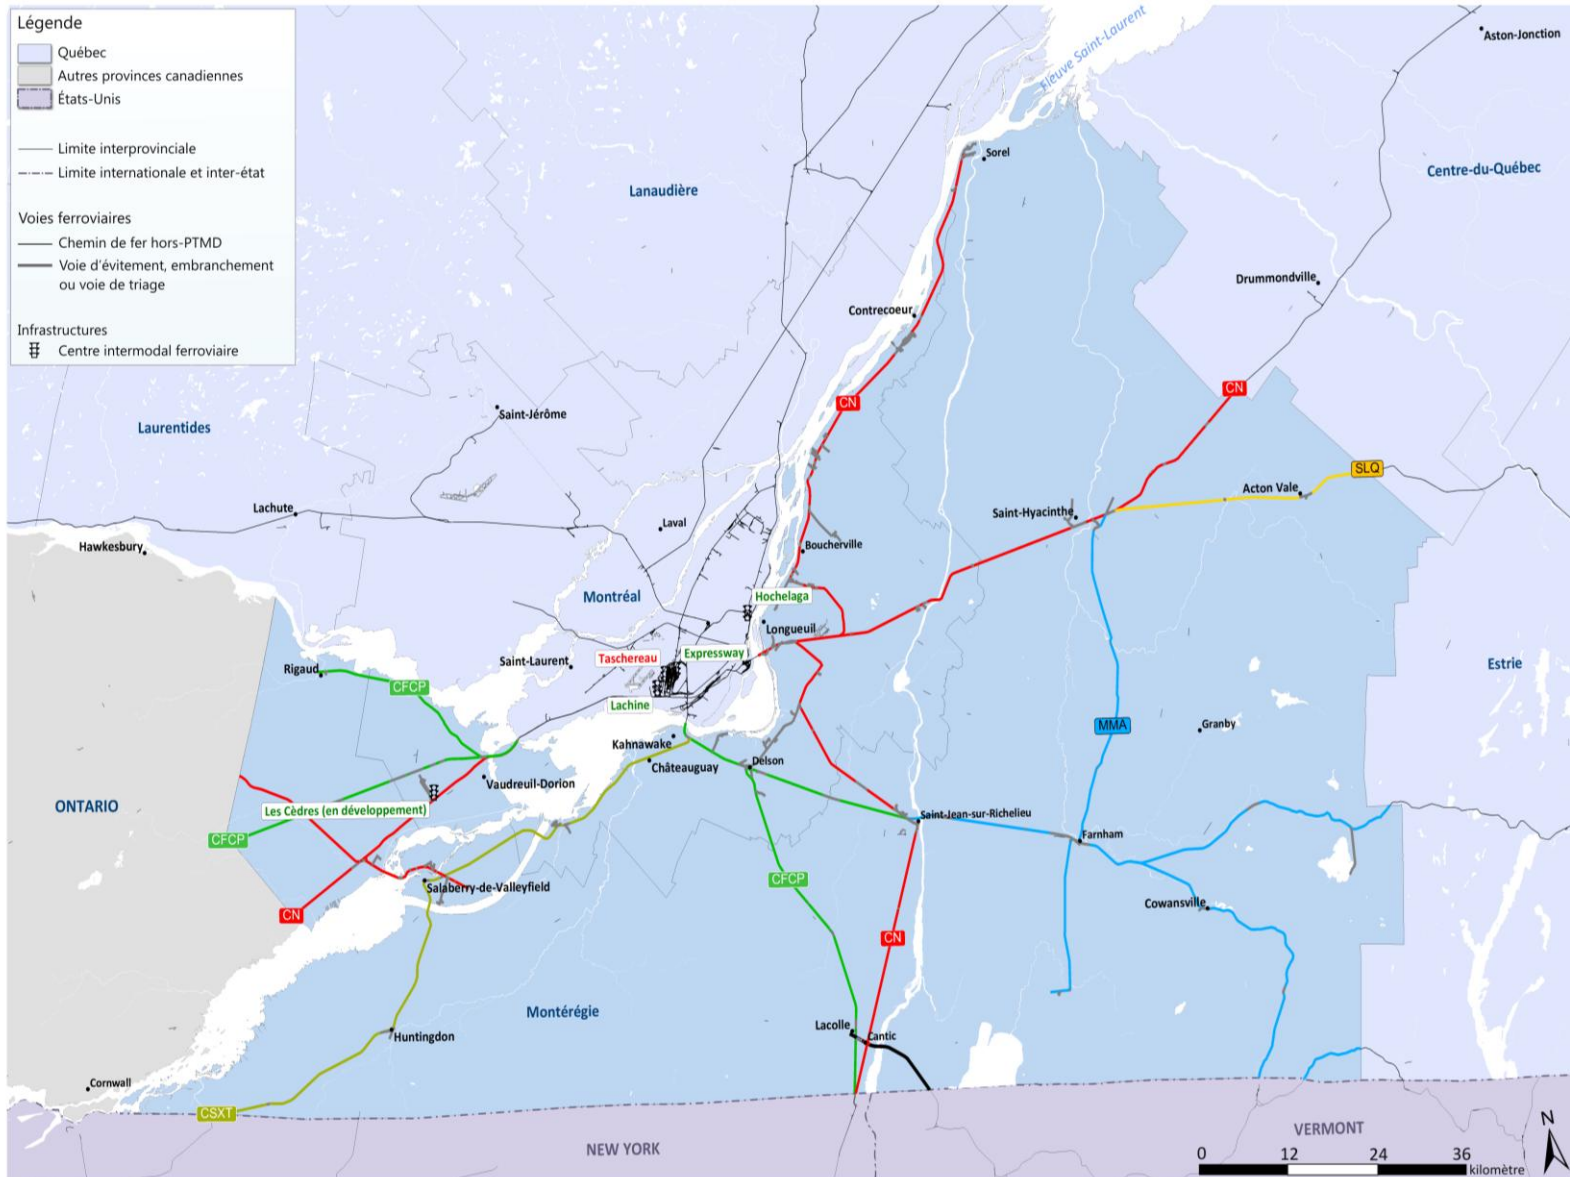 Légende
Québec
Autres provinces canadiennes
États-Unis
Limite interprovinciale
Limite internationale et inter-état
Voies ferroviaires
Chemin de fer hors-PTMD
Voie d'évitement, embranchement
ou voie de triage
Infrastructures
Centre intermodal ferroviaire
Fleuve Saint-Laurent
Aston-Jonction
Sorel
Centre-du-Québec
Lanaudière
Drummondville
Contrecoeur
CN
CN
Saint-Jérôme
Laurentides
SLQ
Acton Vale
Lachute
Saint-Hyacinthe
Laval
Hawkesbury
Boucherville
Montréal
Hochelaga
Longueuil
Expressway
Taschereau
Saint-Laurent
Rigaud
Estrie
CFCP
Lachine
MMA
Granby
Kahnawake
Châteauguay
Delson
Vaudreuil-Dorion
ONTARIO
Les Cèdres (en développement)
Saint-Jean-sur-Richelieu
CFCP
Farnham
CFCP
Salaberry-de-Valleyfield
Cowansville
CN
CN
Montérégie
Lacolle
Cantic
Huntingdon
Cornwall
CSXT
NEW YORK
VERMONT
N
0 12 24 36
kilomètre